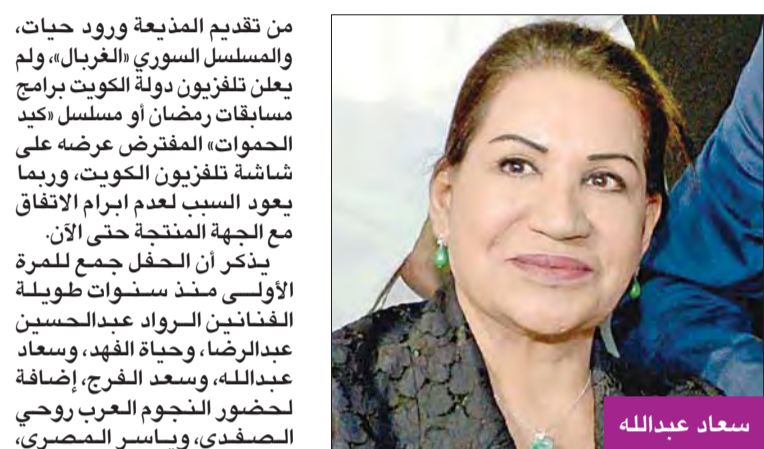 من تقديم المذيعة ورود حيات،
والمسلسل السوري «الغربال»، ولم
يعلن تلفزيون دولة الكويت برامج
مسابقات رمضان أو مسلسل «كيد
الحموات» المفترض عرضه على
شاشة تلفزيون الكويت، وربما
يعود السبب لعدم ابرام الاتفاق
مع الجهة المنتجة حتى الآن.
يذكر أن الحفل جمع للمرة
الأولى منذ سنوات طويلة
الفنانين الرواد عبدالحسين
عبدالرضا، وحياة الفهد، وسعاد
عبدالله، وسعد الفرج، إضافة
لحضور النجوم العرب روحي
الصفدي، وياسر المصري،
سعاد عبدالله